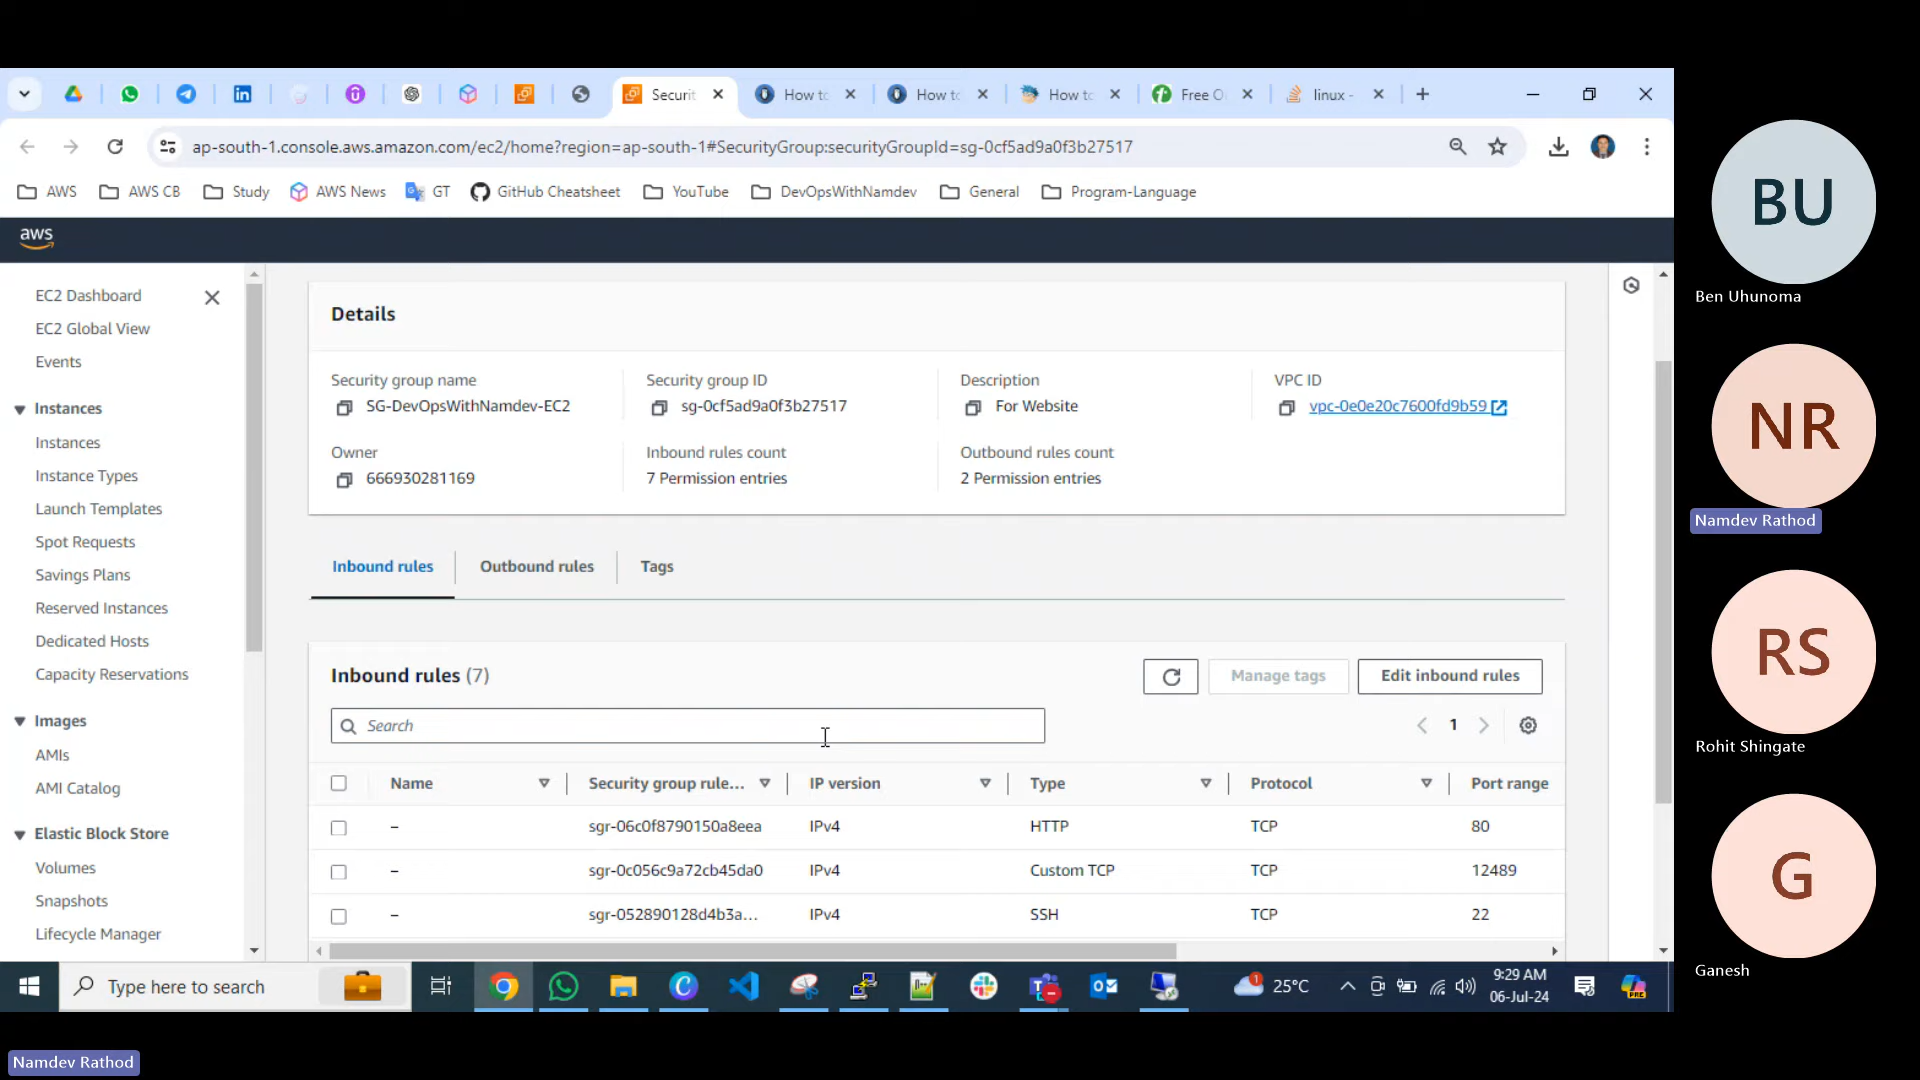 Securit
How to
How to
How to
Free O
linux -
ap-south-1.console.aws.amazon.com/ec2/home?region=ap-south-1#SecurityGroup:securityGroupId=sg-0cf5ad9a0f3b27517
AWS
AWS CB
Study
AWS News
GT
GitHub Cheatsheet
YouTube
DevOpsWithNamdev
General
Program-Language
aws
EC2 Dashboard
EC2 Global View
Events
Instances
Instances
Instance Types
Launch Templates
Spot Requests
Savings Plans
Reserved Instances
Dedicated Hosts
Capacity Reservations
Images
AMIs
AMI Catalog
Elastic Block Store
Volumes
Snapshots
Lifecycle Manager
Details
Security group name
SG-DevOpsWithNamdev-EC2
Security group ID
sg-0cf5ad9a0f3b27517
Description
For Website
VPC ID
vpc-0e0e20c7600fd9b59
Owner
666930281169
Inbound rules count
7 Permission entries
Outbound rules count
2 Permission entries
Inbound rules
Outbound rules
Tags
Inbound rules (7)
Manage tags
Edit inbound rules
Search
1
Name Security group rule... IP version Type Protocol Port range
– sgr-06c0f8790150a8eea IPv4 HTTP TCP 80
– sgr-0c056c9a72cb45da0 IPv4 Custom TCP TCP 12489
– sgr-052890128d4b3a... IPv4 SSH TCP 22
Type here to search
1
25°C
9:29 AM
06-Jul-24
PRE
BU
Ben Uhunoma
NR
Namdev Rathod
RS
Rohit Shingate
G
Ganesh
Namdev Rathod